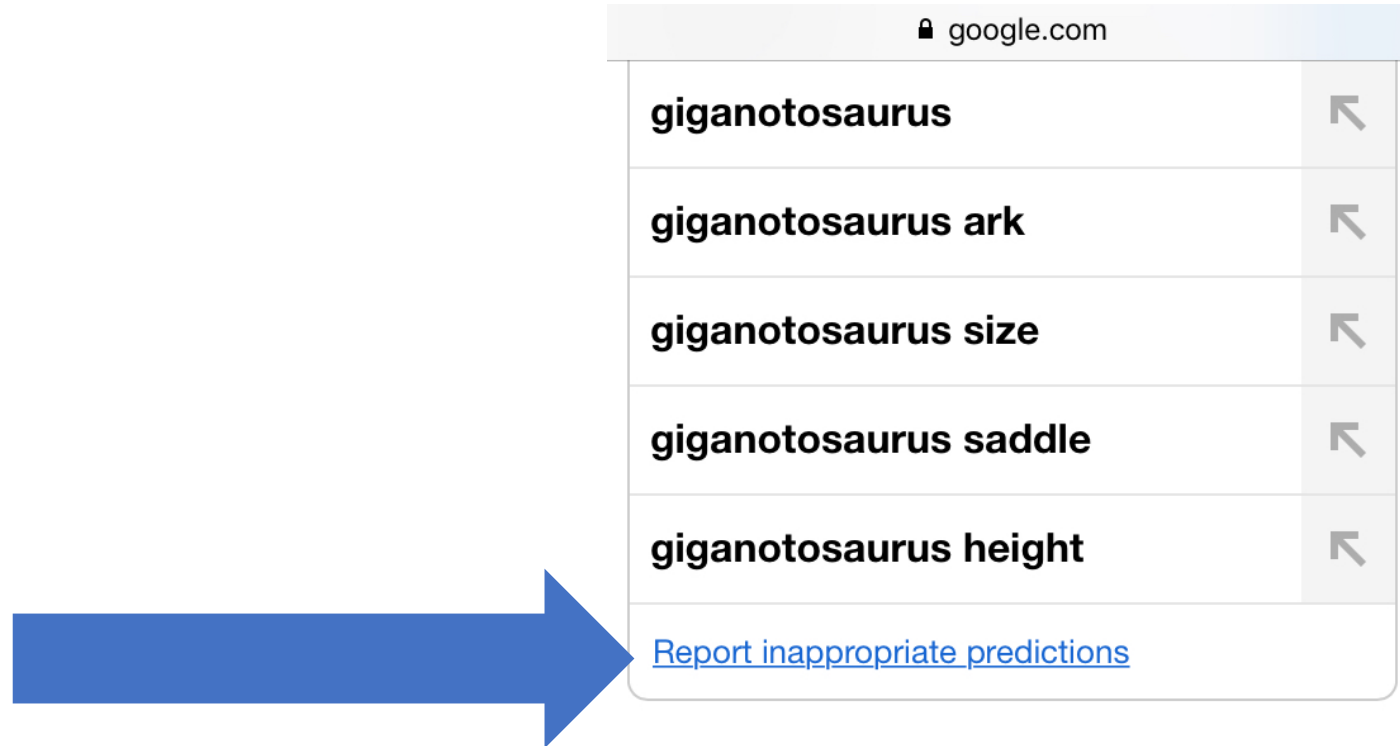 google.com
giganotosaurus
giganotosaurus ark
giganotosaurus size
giganotosaurus saddle
giganotosaurus height
Report inappropriate predictions